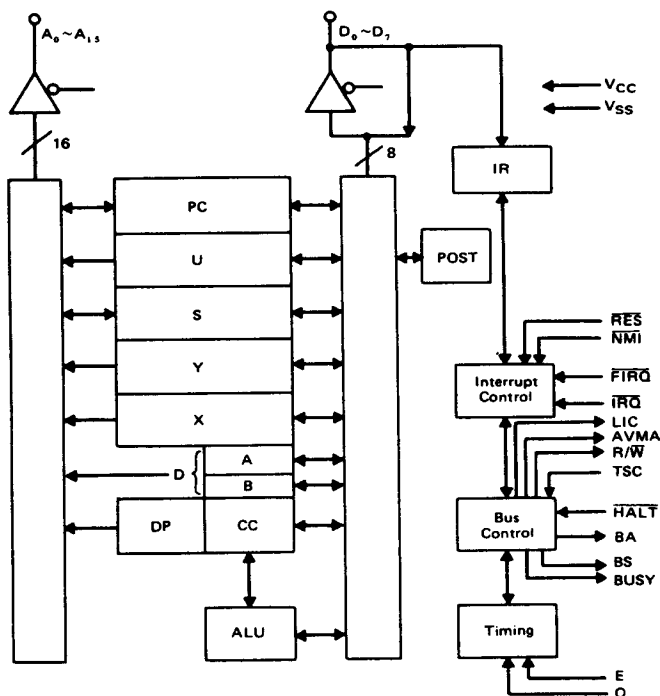 A₀~A₁₅
D₀~D₇
VCC
VSS
16
8
IR
PC
U
POST
S
RES
NMI
Y
Interrupt
Control
FIRQ
IRQ
X
LIC
AVMA
R/W
D { A
B
TSC
DP
CC
Bus
Control
HALT
BA
BS
BUSY
ALU
Timing
E
Q